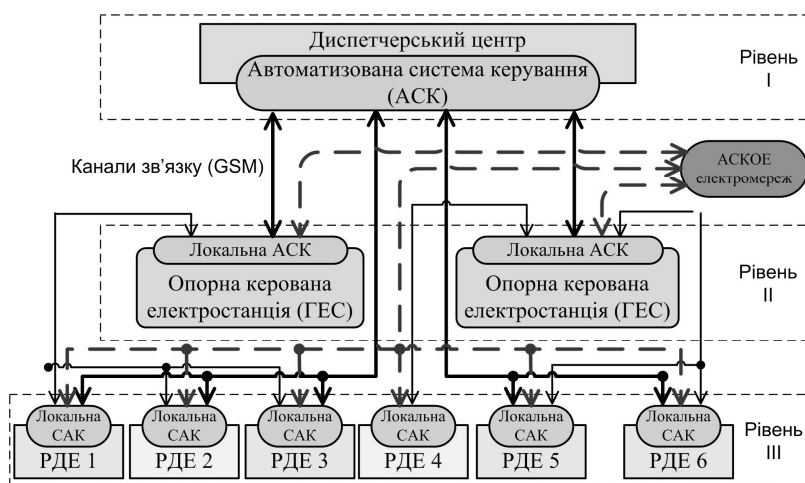 Диспетчерський центр
Автоматизована система керування
(АСК)
Рівень
I
Канали зв’язку (GSM)
АСКОЕ
електромереж
Локальна АСК
Опорна керована
електростанція (ГЕС)
Локальна АСК
Опорна керована
електростанція (ГЕС)
Рівень
II
Локальна
САК
РДЕ 1
Локальна
САК
РДЕ 2
Локальна
САК
РДЕ 3
Локальна
САК
РДЕ 4
Локальна
САК
РДЕ 5
Локальна
САК
РДЕ 6
Рівень
III